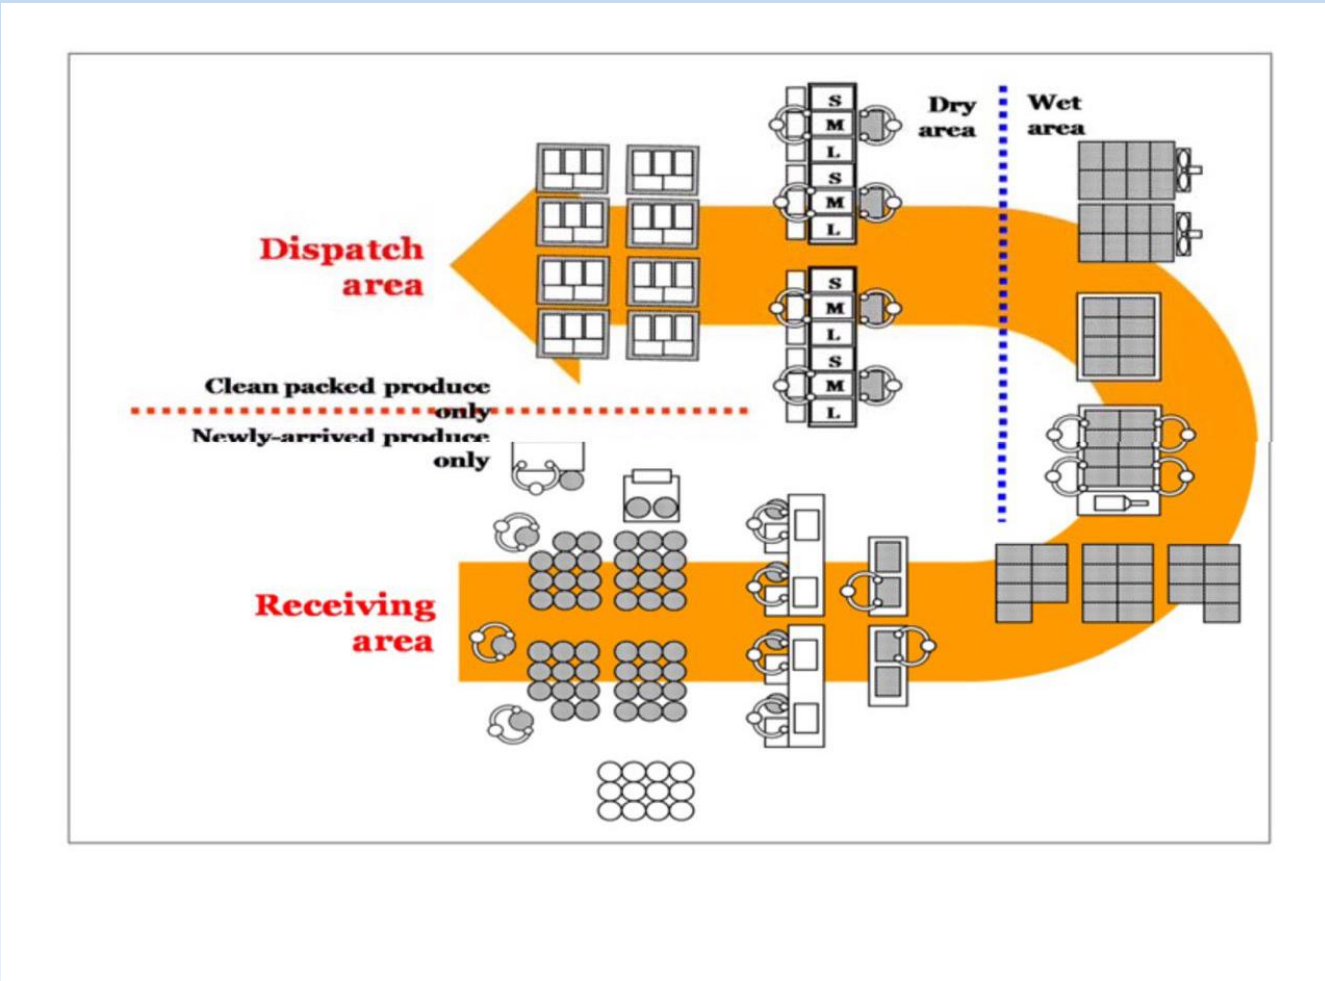 S
M
L
S
M
L
Dry
area
Wet
area
Dispatch
area
S
M
L
S
M
L
Clean packed produce
only
Newly-arrived produce
only
Receiving
area